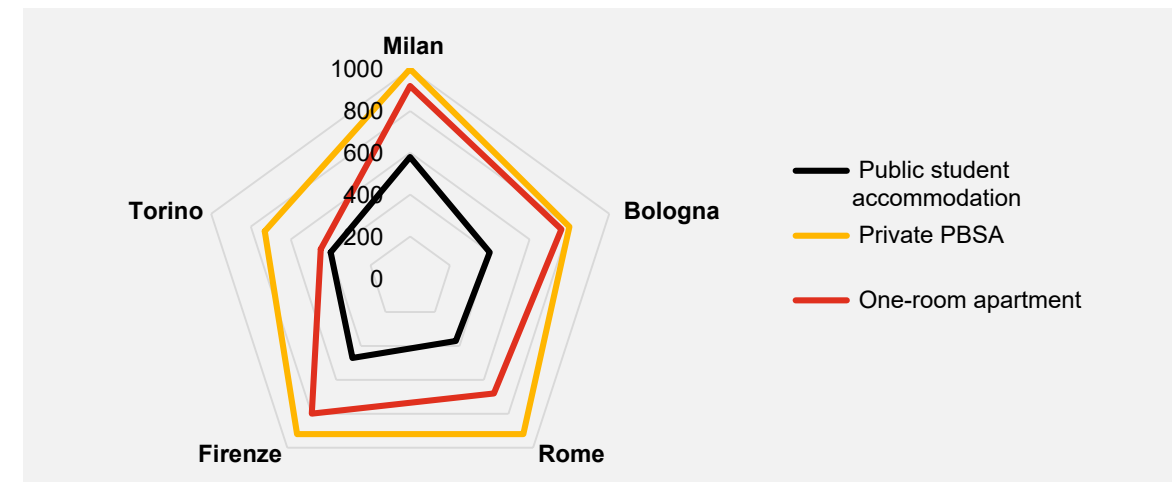 Milan
1000
800
600
400
200
0
Torino
Bologna
Firenze
Rome
Public student
accommodation
Private PBSA
One-room apartment